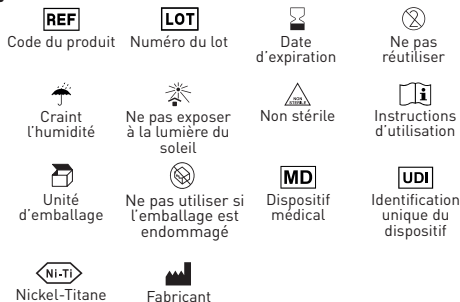 REF LOT
Code du produit Numéro du lot Date d'expiration Ne pas réutiliser
NON STERILE
Craint l'humidité Ne pas exposer à la lumière du soleil Non stérile Instructions d'utilisation
MD UDI
Unité d'emballage Ne pas utiliser si l'emballage est endommagé Dispositif médical Identification unique du dispositif
Ni-Ti
Nickel-Titane Fabricant